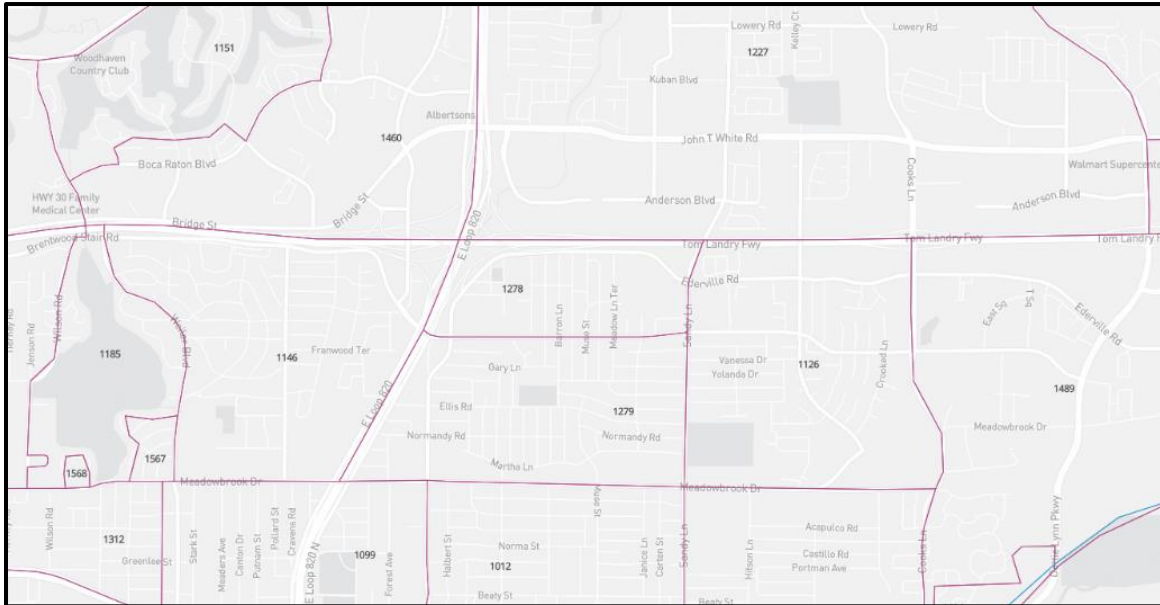 Lowery Rd
Kelley Ct
Lowery Rd
1151
1227
Woodhaven
Country Club
Kuban Blvd
Albertsons
1460
John T White Rd
Boca Raton Blvd
Cooks Ln
Walmart Supercente
HWY 30 Family
Medical Center
Bridge St
Bridge St
Anderson Blvd
Anderson Blvd
E Loop 820
Brentwood Stair Rd
Tom Landry Fwy
Tom Landry Fwy
Tom Landry F
Ederville Rd
1278
Wilson Rd
Jenson Rd
Walker Blvd
Barron Ln
Muse St
Meadow Ln Ter
Sandy Ln
East Sq
T Sq
Ederville Rd
1185
1146
Franwood Ter
Vanessa Dr
Yolanda Dr
1126
Crooked Ln
Gary Ln
1489
E Loop 820
Ellis Rd
1279
Normandy Rd
Normandy Rd
Meadowbrook Dr
1567
1568
Martha Ln
Meadowbrook Dr
Meadowbrook Dr
Muse St
Wilson Rd
1312
Greenlee St
Stark St
Meaders Ave
Canton Dr
Putnam St
Pollard St
Cravens Rd
E Loop 820 N
1099
Forest Ave
Halbert St
Norma St
1012
Beaty St
Janice Ln
Carten St
Sandy Ln
Hitson Ln
Acapulco Rd
Castillo Rd
Portman Ave
Beaty St
Cooks Ln
Lynn Pkwy